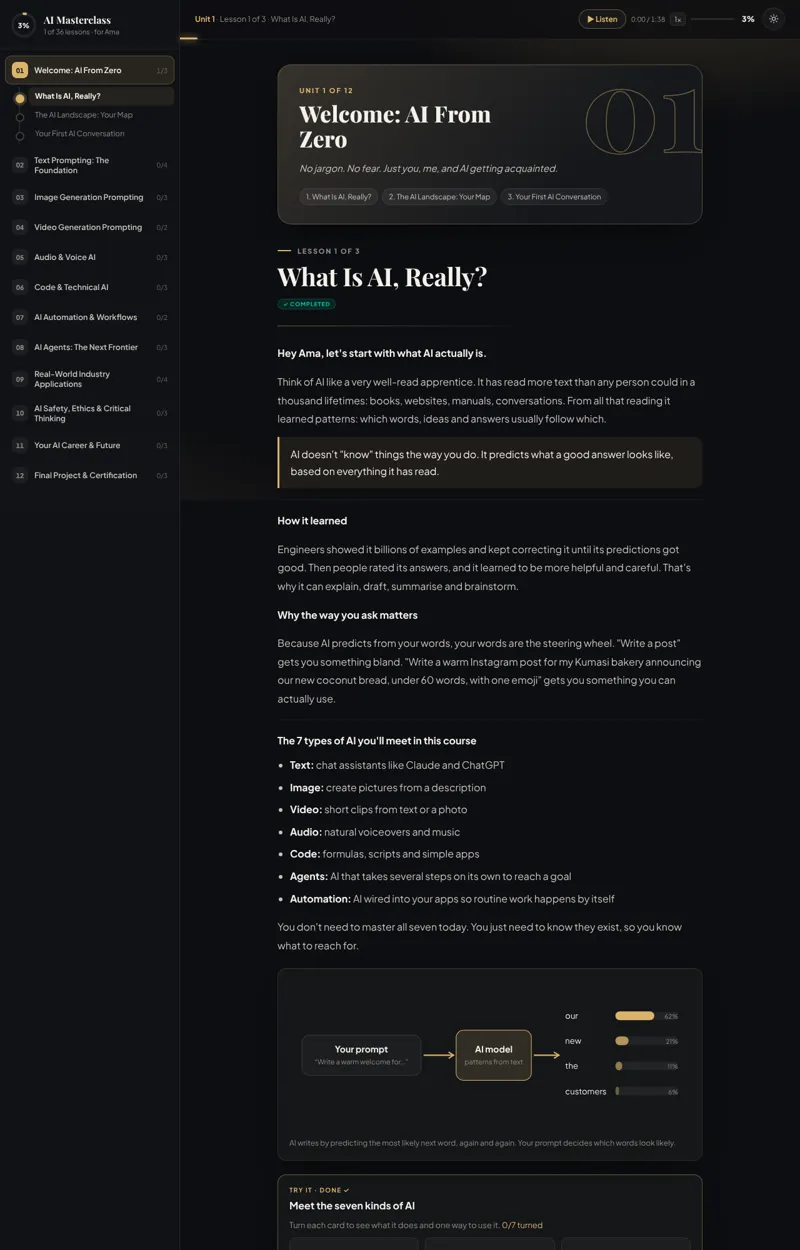 3%
AI Masterclass
1 of 36 lessons · for Ama
01 Welcome: AI From Zero 1/3
What Is AI, Really?
The AI Landscape: Your Map
Your First AI Conversation
02 Text Prompting: The Foundation 0/4
03 Image Generation Prompting 0/3
04 Video Generation Prompting 0/2
05 Audio & Voice AI 0/3
06 Code & Technical AI 0/3
07 AI Automation & Workflows 0/2
08 AI Agents: The Next Frontier 0/3
09 Real-World Industry Applications 0/4
10 AI Safety, Ethics & Critical Thinking 0/3
11 Your AI Career & Future 0/3
12 Final Project & Certification 0/3
Unit 1 · Lesson 1 of 3 · What Is AI, Really?
▶ Listen 0:00 / 1:38 1x 3%
UNIT 1 OF 12
Welcome: AI From
Zero
01
No jargon. No fear. Just you, me, and AI getting acquainted.
1. What Is AI, Really? 2. The AI Landscape: Your Map 3. Your First AI Conversation
LESSON 1 OF 3
What Is AI, Really?
✓ COMPLETED
Hey Ama, let's start with what AI actually is.
Think of AI like a very well-read apprentice. It has read more text than any person could in a
thousand lifetimes: books, websites, manuals, conversations. From all that reading it
learned patterns: which words, ideas and answers usually follow which.
AI doesn't "know" things the way you do. It predicts what a good answer looks like,
based on everything it has read.
How it learned
Engineers showed it billions of examples and kept correcting it until its predictions got
good. Then people rated its answers, and it learned to be more helpful and careful. That's
why it can explain, draft, summarise and brainstorm.
Why the way you ask matters
Because AI predicts from your words, your words are the steering wheel. "Write a post"
gets you something bland. "Write a warm Instagram post for my Kumasi bakery announcing
our new coconut bread, under 60 words, with one emoji" gets you something you can
actually use.
The 7 types of AI you'll meet in this course
• Text: chat assistants like Claude and ChatGPT
• Image: create pictures from a description
• Video: short clips from text or a photo
• Audio: natural voiceovers and music
• Code: formulas, scripts and simple apps
• Agents: AI that takes several steps on its own to reach a goal
• Automation: AI wired into your apps so routine work happens by itself
You don't need to master all seven today. You just need to know they exist, so you know
what to reach for.
Your prompt
"Write a warm welcome for..."
AI model
patterns from text
our 62%
new 21%
the 11%
customers 6%
AI writes by predicting the most likely next word, again and again. Your prompt decides which words look likely.
TRY IT · DONE ✓
Meet the seven kinds of AI
Turn each card to see what it does and one way to use it. 0/7 turned